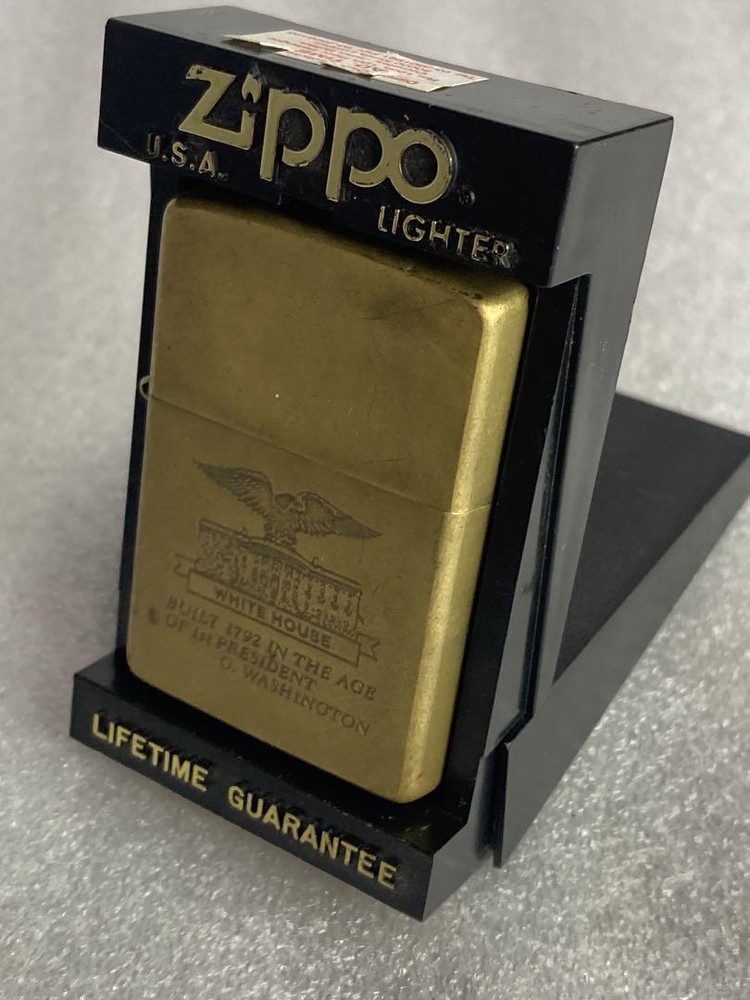 Zippo
U.S.A.
LIGHTER
WHITE HOUSE
BUILT 1792 IN THE AGE
OF 1st PRESIDENT
G. WASHINGTON
LIFETIME GUARANTEE